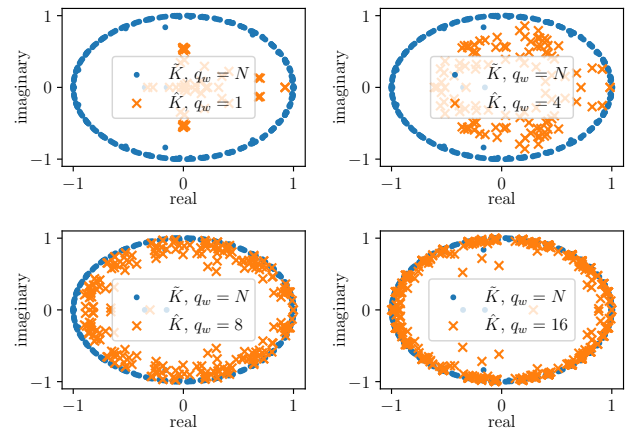 1
0
−1
imaginary
K̃, q_w = N
K̂, q_w = 1
−1
0
1
real
1
0
−1
imaginary
K̃, q_w = N
K̂, q_w = 4
−1
0
1
real
1
0
−1
imaginary
K̃, q_w = N
K̂, q_w = 8
−1
0
1
real
1
0
−1
imaginary
K̃, q_w = N
K̂, q_w = 16
−1
0
1
real